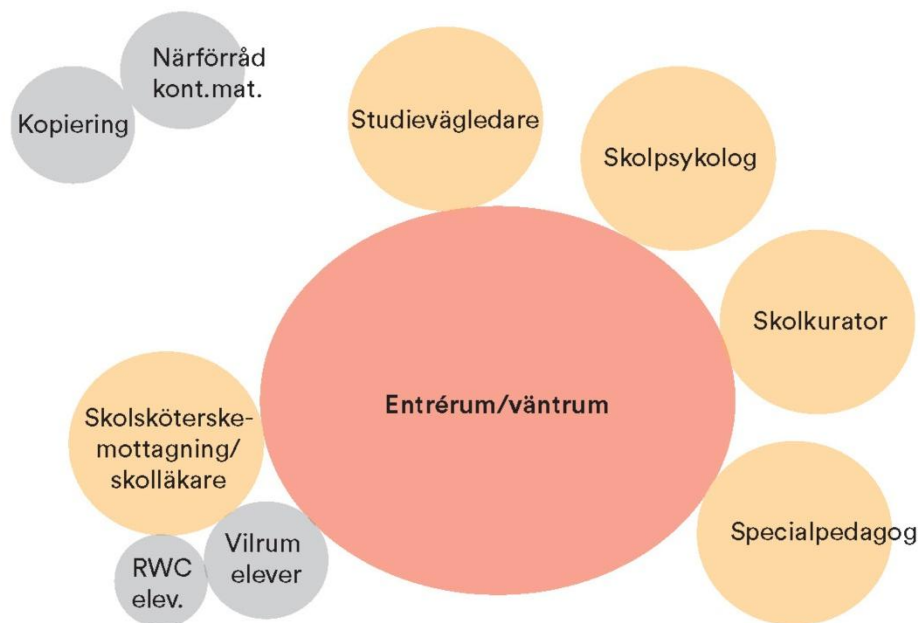 Närförråd
kont.mat.
Kopiering
Studievägledare
Skolpsykolog
Skolkurator
Entrérum/väntrum
Skolsköterske-
mottagning/
skolläkare
Specialpedagog
Vilrum
elever
RWC
elev.